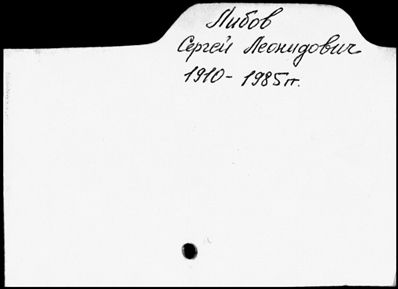 Либов
Сергей Леонидович
1910 - 1985гг.